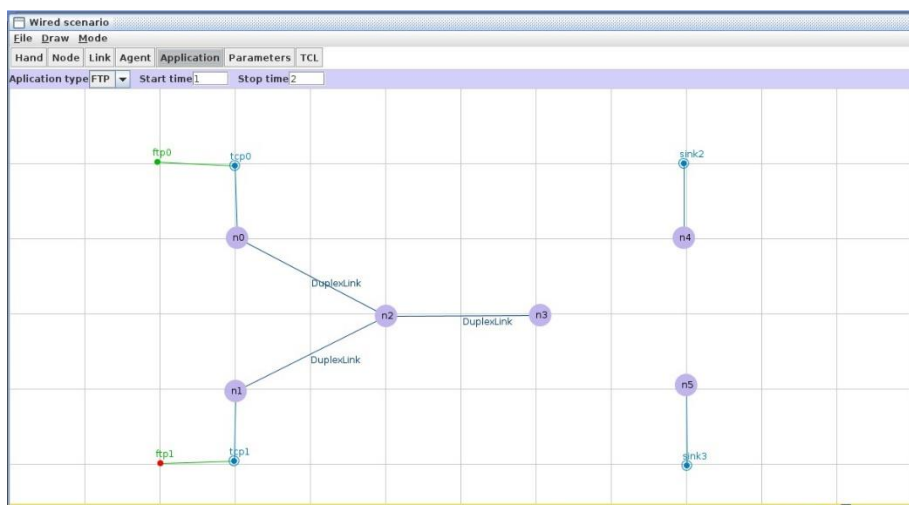 Wired scenario
File Draw Mode
Hand Node Link Agent Application Parameters TCL
Aplication type FTP Start time 1 Stop time 2
ftp0 tcp0 sink2
n0 n4
DuplexLink
n2 DuplexLink n3
DuplexLink
n1 n5
ftp1 tcp1 sink3